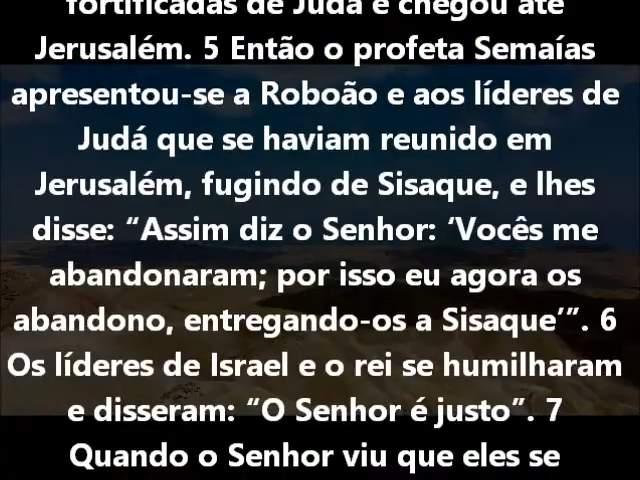 fortificadas de Judá e chegou até
Jerusalém. 5 Então o profeta Semaías
apresentou-se a Roboão e aos líderes de
Judá que se haviam reunido em
Jerusalém, fugindo de Sisaque, e lhes
disse: “Assim diz o Senhor: ‘Vocês me
abandonaram; por isso eu agora os
abandono, entregando-os a Sisaque’”. 6
Os líderes de Israel e o rei se humilharam
e disseram: “O Senhor é justo”. 7
Quando o Senhor viu que eles se